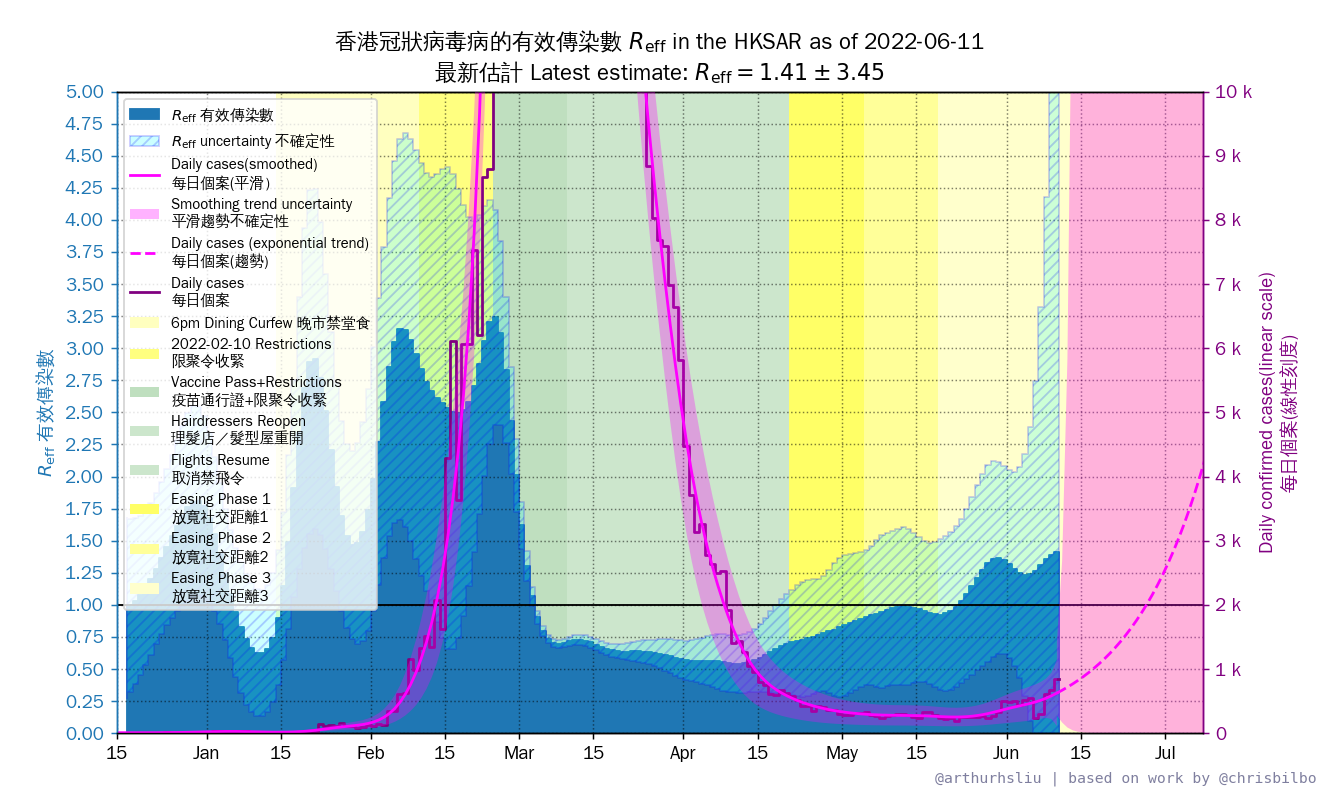 香港冠狀病毒病的有效傳染數 Reff in the HKSAR as of 2022-06-11
最新估計 Latest estimate: Reff = 1.41 ± 3.45
Reff 有效傳染數
5.00
4.75
4.50
4.25
4.00
3.75
3.50
3.25
3.00
2.75
2.50
2.25
2.00
1.75
1.50
1.25
1.00
0.75
0.50
0.25
0.00
Reff 有效傳染數
Reff uncertainty 不確定性
Daily cases(smoothed)
每日個案(平滑)
Smoothing trend uncertainty
平滑趨勢不確定性
Daily cases (exponential trend)
每日個案(趨勢)
Daily cases
每日個案
6pm Dining Curfew 晚市禁堂食
2022-02-10 Restrictions
限聚令收緊
Vaccine Pass+Restrictions
疫苗通行證+限聚令收緊
Hairdressers Reopen
理髮店／髮型屋重開
Flights Resume
取消禁飛令
Easing Phase 1
放寬社交距離1
Easing Phase 2
放寬社交距離2
Easing Phase 3
放寬社交距離3
10 k
9 k
8 k
7 k
6 k
5 k
4 k
3 k
2 k
1 k
0
Daily confirmed cases(linear scale)
每日個案(線性刻度)
15 Jan 15 Feb 15 Mar 15 Apr 15 May 15 Jun 15 Jul
@arthurhsliu | based on work by @chrisbilbo